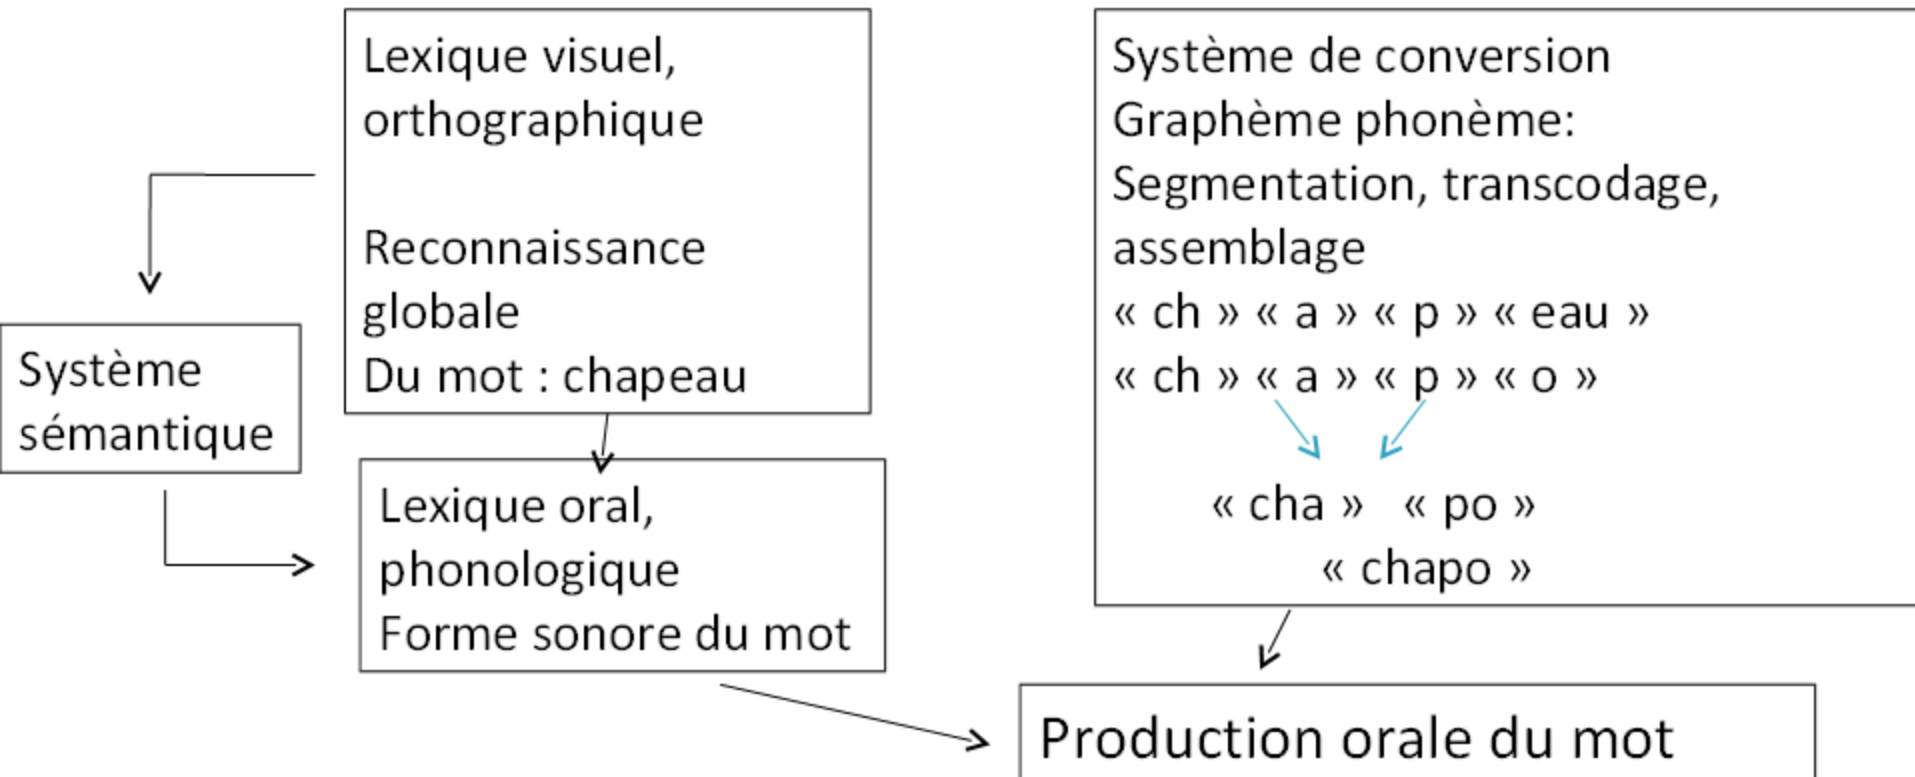 Lexique visuel,
orthographique
Reconnaissance
globale
Du mot : chapeau
Système
sémantique
Lexique oral,
phonologique
Forme sonore du mot
Système de conversion
Graphème phonème:
Segmentation, transcodage,
assemblage
« ch » « a » « p » « eau »
« ch » « a » « p » « o »
« cha » « po »
« chapo »
Production orale du mot